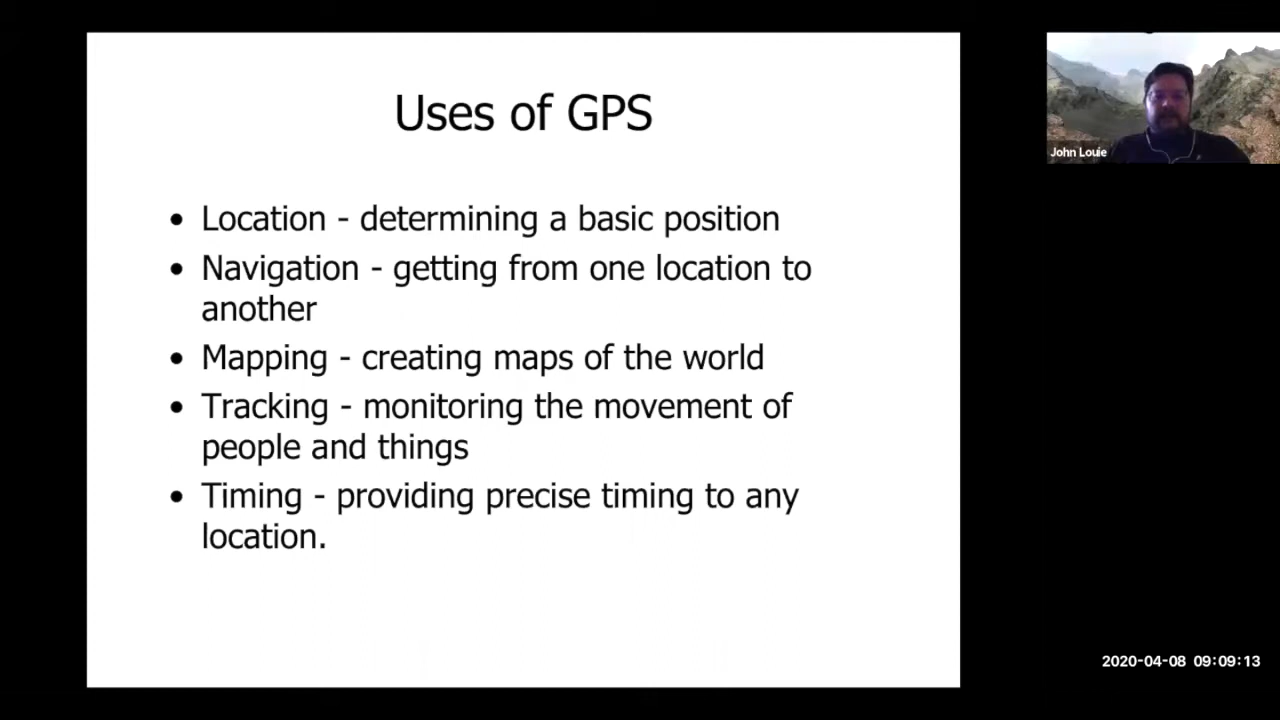 Uses of GPS
• Location - determining a basic position
• Navigation - getting from one location to
another
• Mapping - creating maps of the world
• Tracking - monitoring the movement of
people and things
• Timing - providing precise timing to any
location.
John Louie
2020-04-08 09:09:13